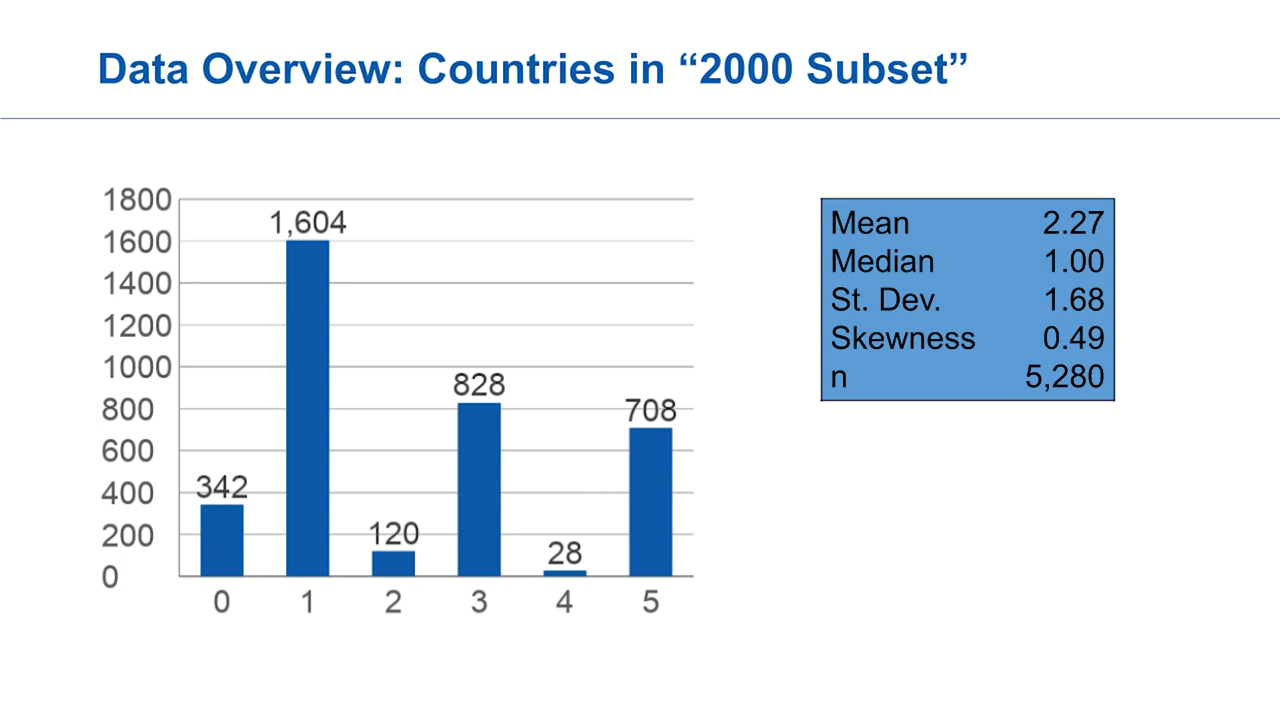 Data Overview: Countries in “2000 Subset”
1800
1600
1400
1200
1000
800
600
400
200
0
342
1,604
120
828
28
708
0 1 2 3 4 5
Mean 2.27
Median 1.00
St. Dev. 1.68
Skewness 0.49
n 5,280